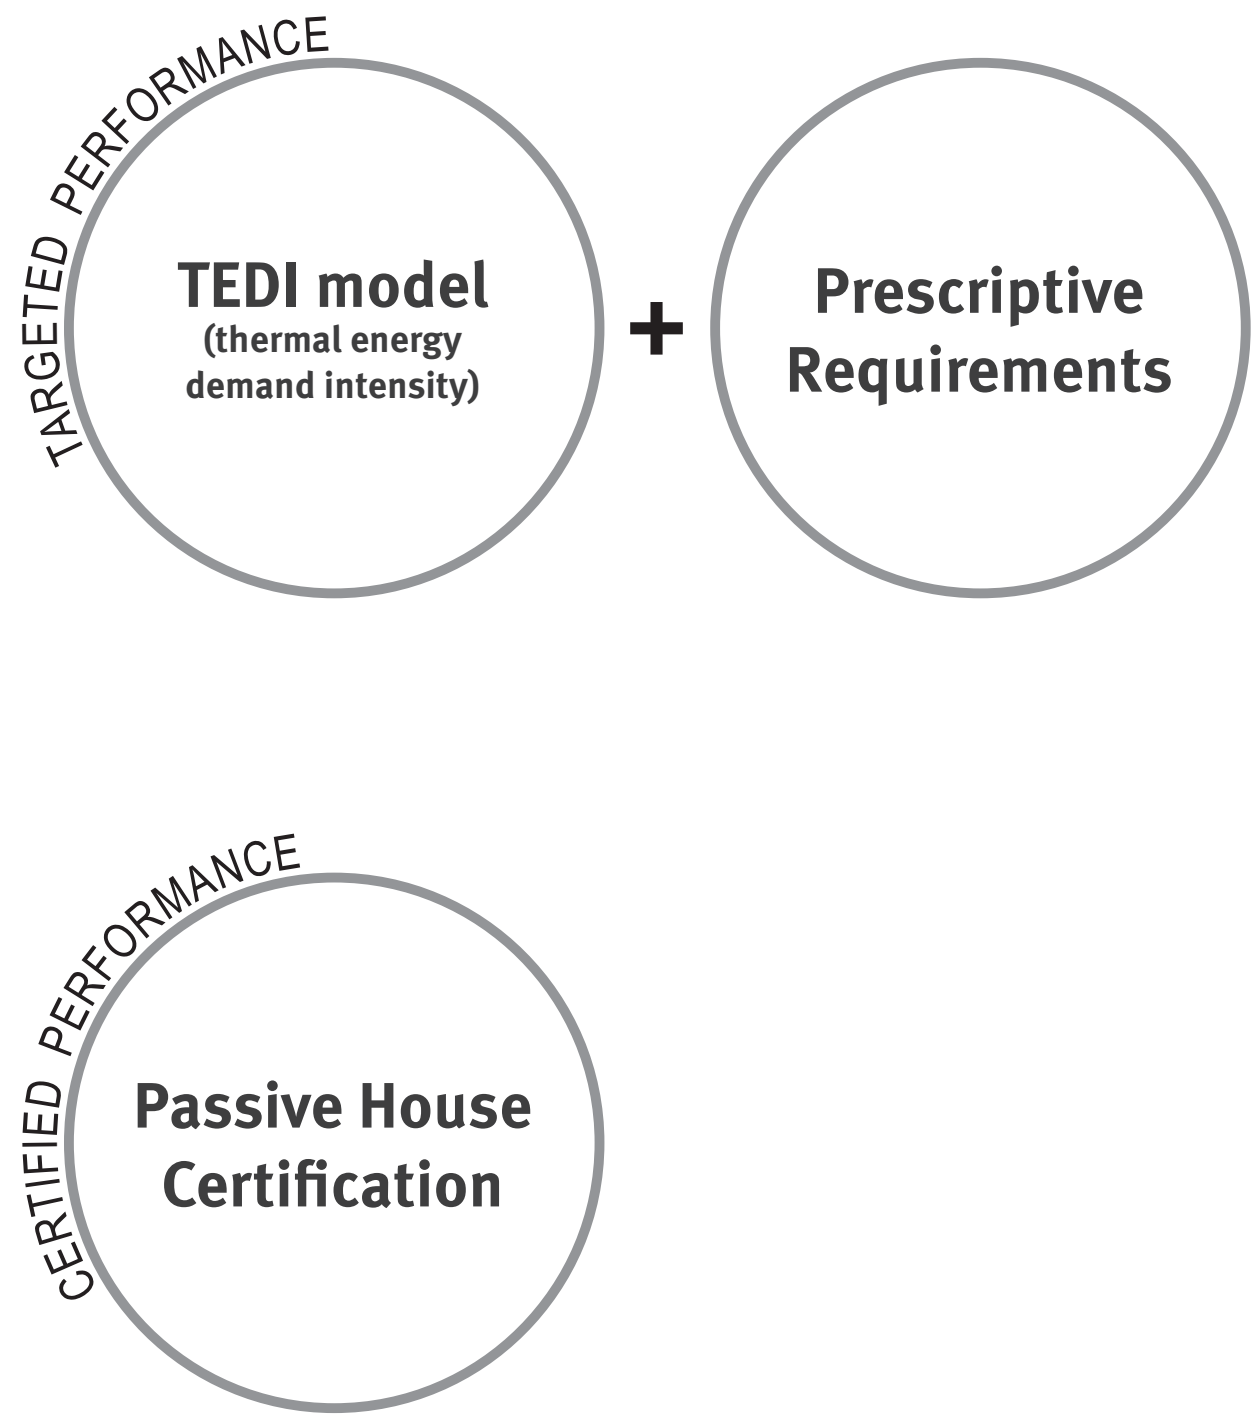 TARGETED PERFORMANCE
TEDI model
(thermal energy
demand intensity)
+
Prescriptive
Requirements
CERTIFIED PERFORMANCE
Passive House
Certification